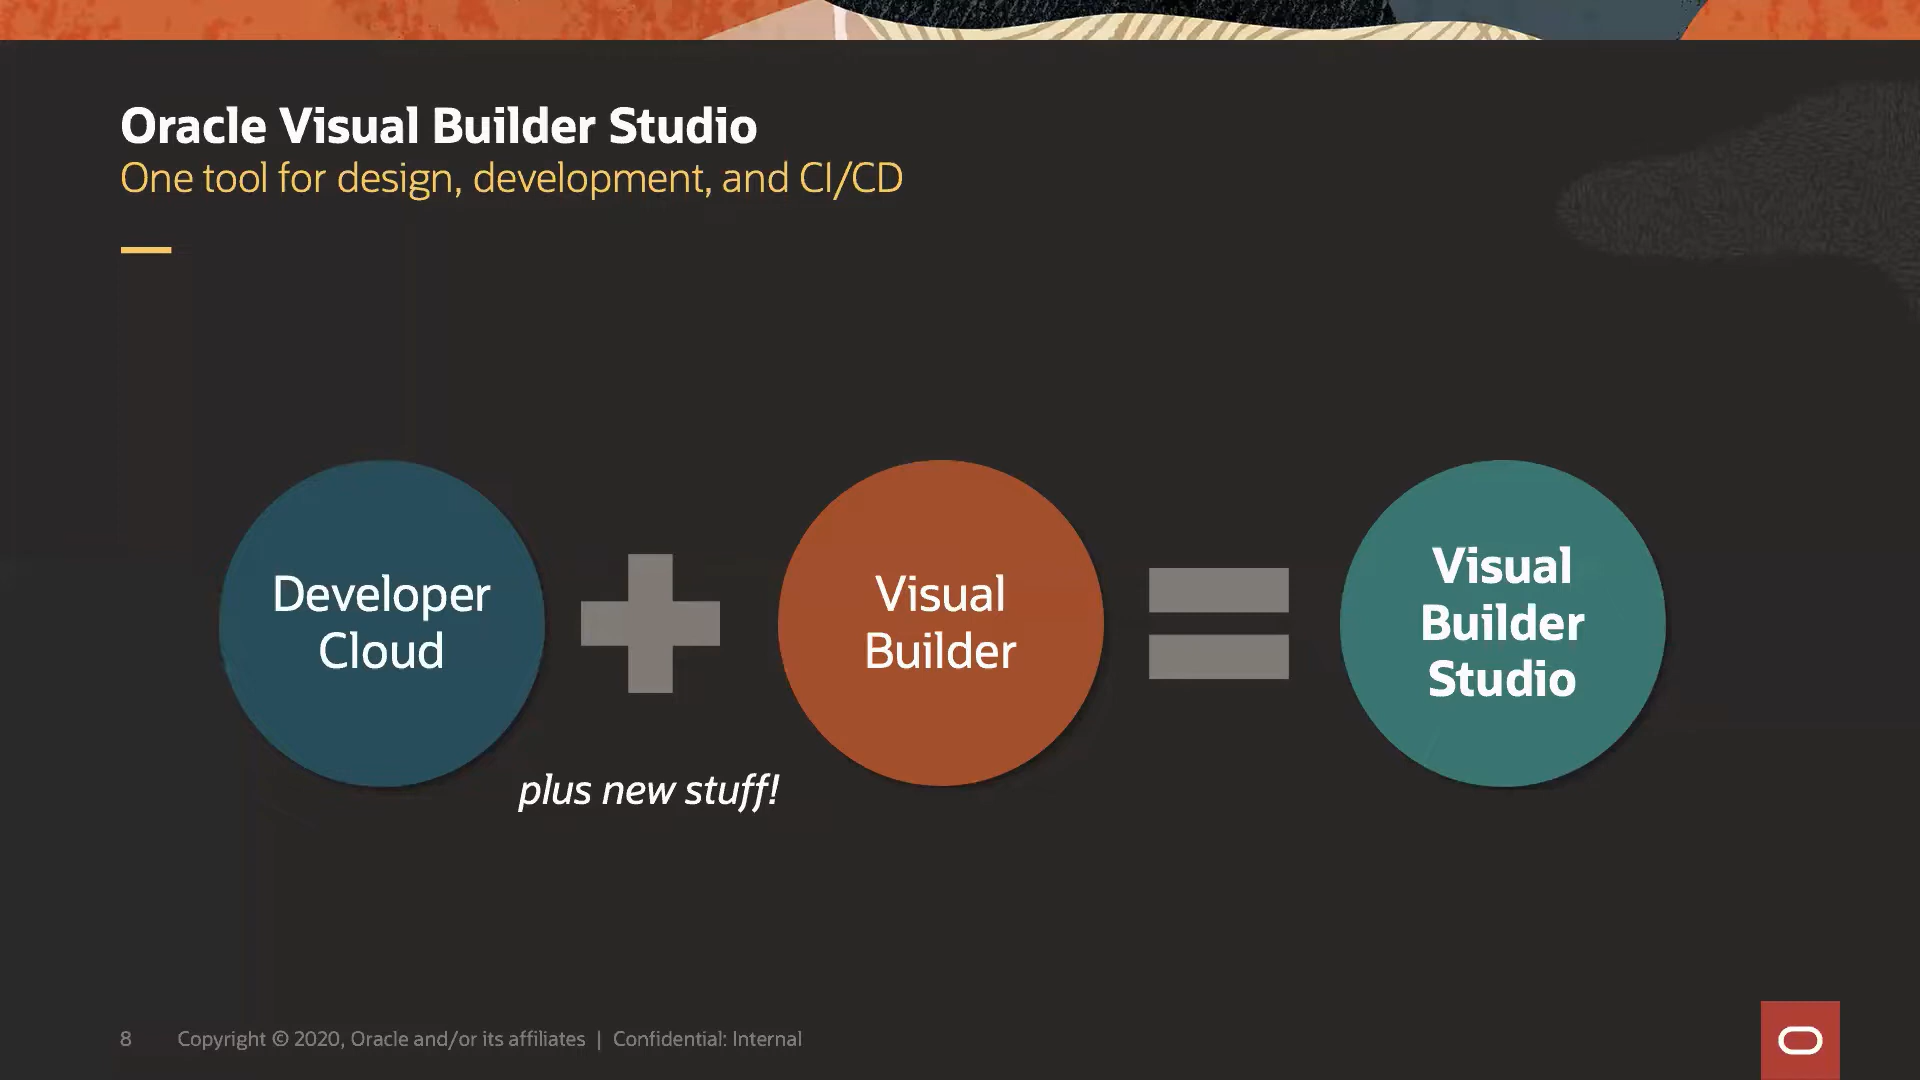 Oracle Visual Builder Studio
One tool for design, development, and CI/CD
Developer
Cloud
Visual
Builder
Visual
Builder
Studio
plus new stuff!
8 Copyright © 2020, Oracle and/or its affiliates | Confidential: Internal